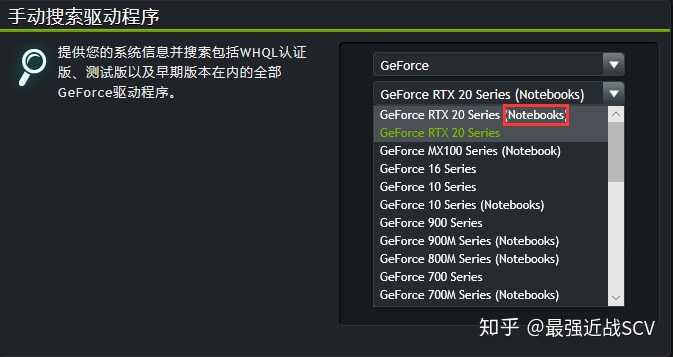 手动搜索驱动程序
提供您的系统信息并搜索包括WHQL认证
版、测试版以及早期版本在内的全部
GeForce驱动程序。
GeForce
GeForce RTX 20 Series (Notebooks)
GeForce RTX 20 Series (Notebooks)
GeForce RTX 20 Series
GeForce MX100 Series (Notebook)
GeForce 16 Series
GeForce 10 Series
GeForce 10 Series (Notebooks)
GeForce 900 Series
GeForce 900M Series (Notebooks)
GeForce 800M Series (Notebooks)
GeForce 700 Series
GeForce 700M Series (Notebooks)
知乎 @最强近战SCV